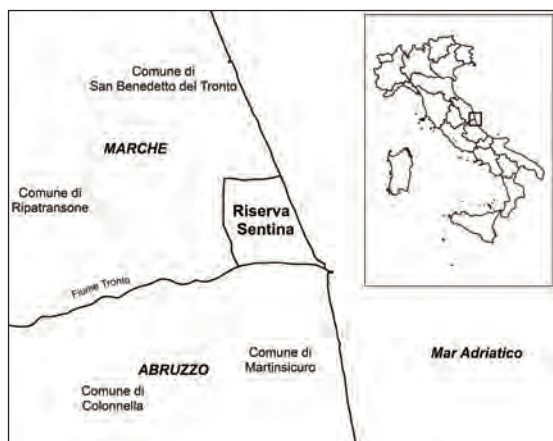 Comune di
San Benedetto del Tronto
MARCHE
Comune di
Ripatransone
Riserva
Sentina
Fiume Tronto
ABRUZZO
Comune di
Colonnella
Comune di
Martinsicuro
Mar Adriatico